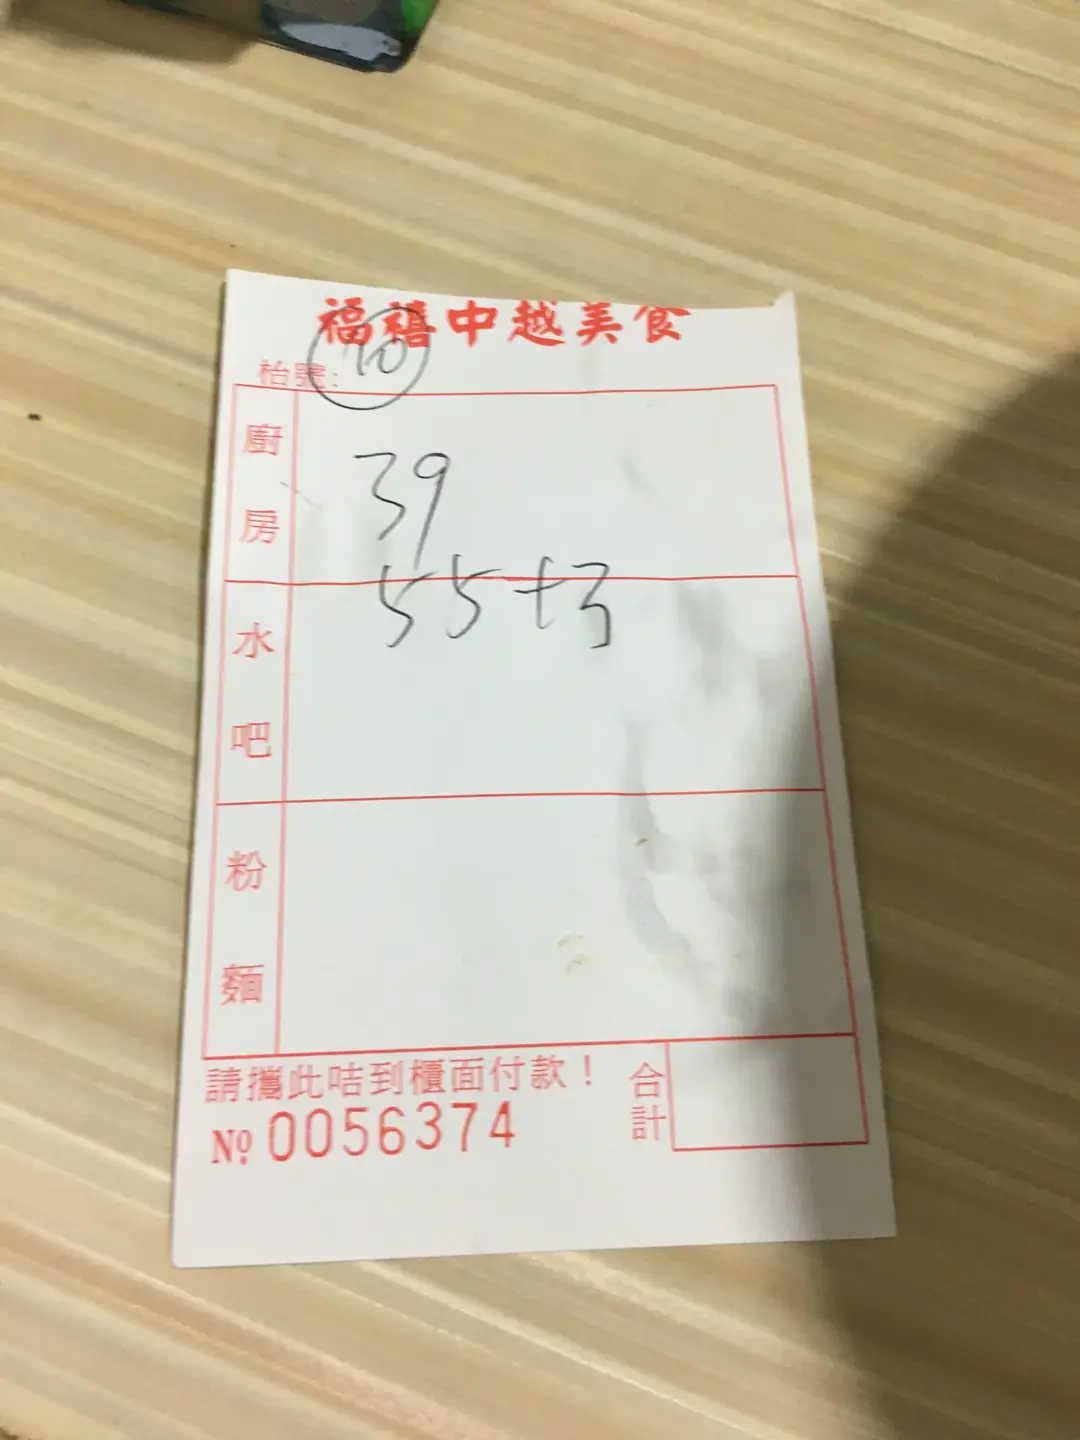 福禧中越美食
枱號: 10
廚房
39
55+3
水吧
粉麵
請攜此咭到櫃面付款！
合計
Nº 0056374